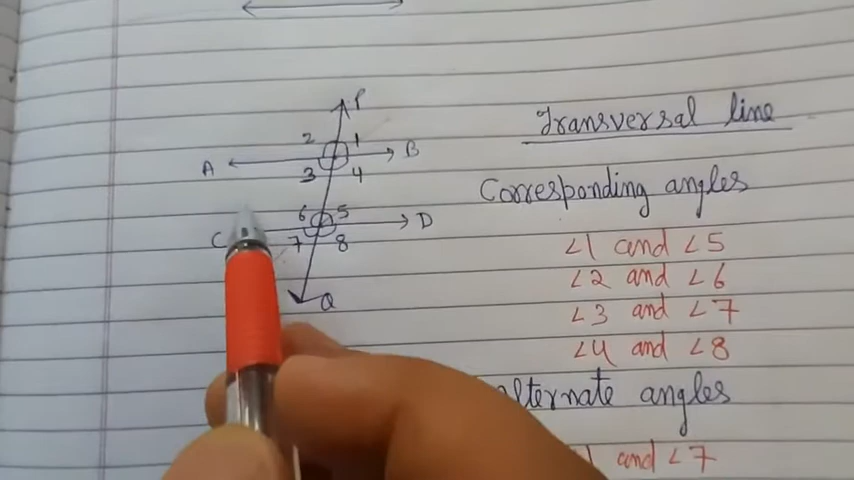 P
2 1
A B
3 4
6 5
C D
7 8
Q
Transversal line
Corresponding angles
∠1 and ∠5
∠2 and ∠6
∠3 and ∠7
∠4 and ∠8
alternate angles
and ∠7